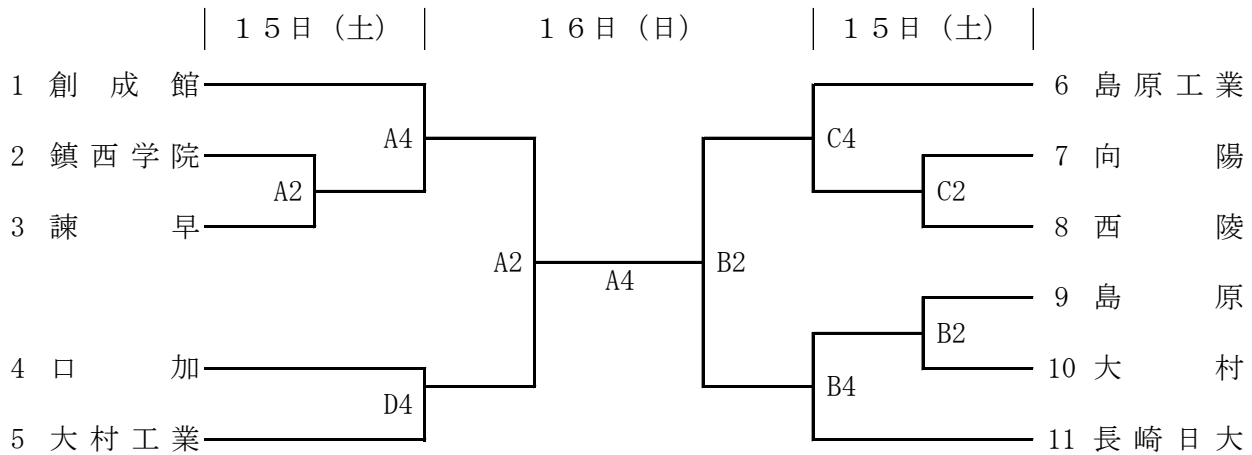 15日(土) 16日(日) 15日(土)
1 創成館 6 島原工業
A4 C4
2 鎮西学院 7 向陽
A2 C2
3 諫早 8 西陵
A2 A4 B2
9 島原
B2
4 口加 10 大村
D4 B4
5 大村工業 11 長崎日大